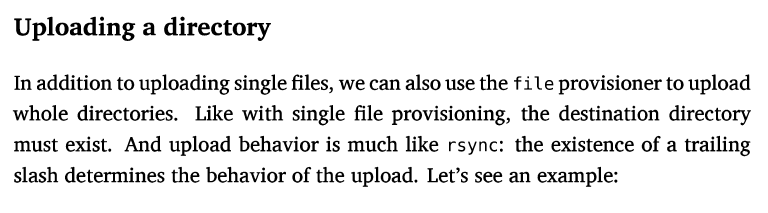 Uploading a directory
In addition to uploading single files, we can also use the file provisioner to upload
whole directories. Like with single file provisioning, the destination directory
must exist. And upload behavior is much like rsync: the existence of a trailing
slash determines the behavior of the upload. Let’s see an example: